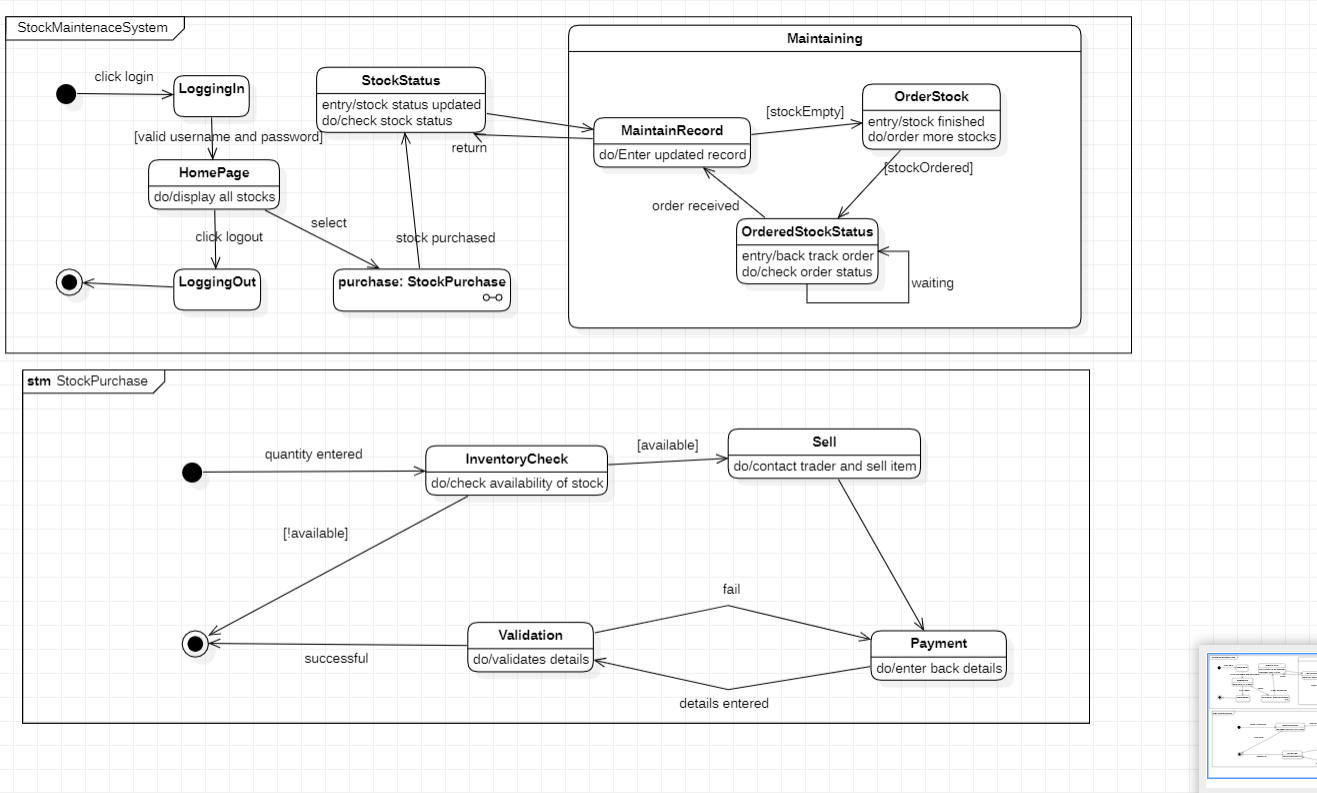 StockMaintenaceSystem
Maintaining
click login
LoggingIn
StockStatus
entry/stock status updated
do/check stock status
OrderStock
entry/stock finished
do/order more stocks
[stockEmpty]
MaintainRecord
do/Enter updated record
[valid username and password]
return
HomePage
do/display all stocks
[stockOrdered]
order received
select
click logout
stock purchased
OrderedStockStatus
entry/back track order
do/check order status
waiting
LoggingOut
purchase: StockPurchase
stm StockPurchase
quantity entered
InventoryCheck
do/check availability of stock
[available]
Sell
do/contact trader and sell item
[!available]
fail
Validation
do/validates details
successful
Payment
do/enter back details
details entered